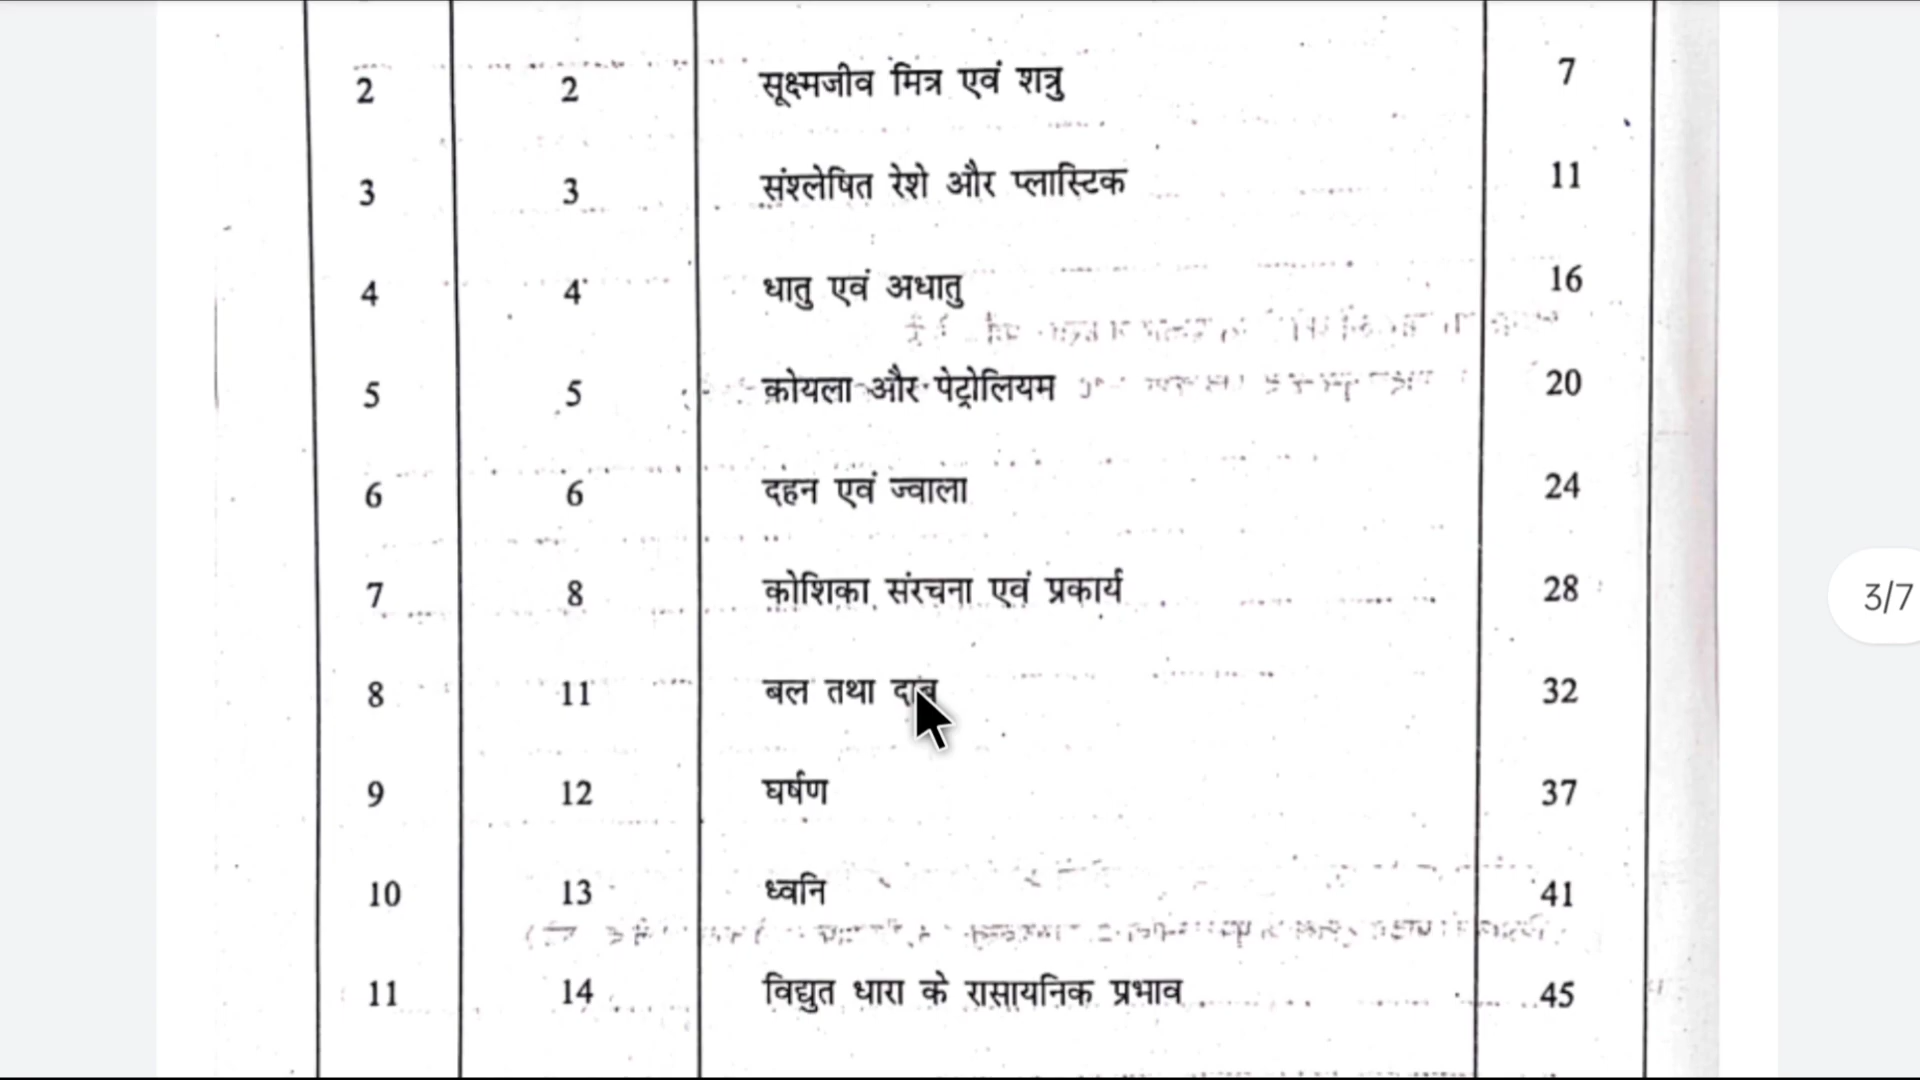 2 2 सूक्ष्मजीव मित्र एवं शत्रु 7
3 3 संश्लेषित रेशे और प्लास्टिक 11
4 4 धातु एवं अधातु 16
5 5 कोयला और पेट्रोलियम 20
6 6 दहन एवं ज्वाला 24
7 8 कोशिका संरचना एवं प्रकार्य 28
8 11 बल तथा दाब 32
9 12 घर्षण 37
10 13 ध्वनि 41
11 14 विद्युत धारा के रासायनिक प्रभाव 45
3/7